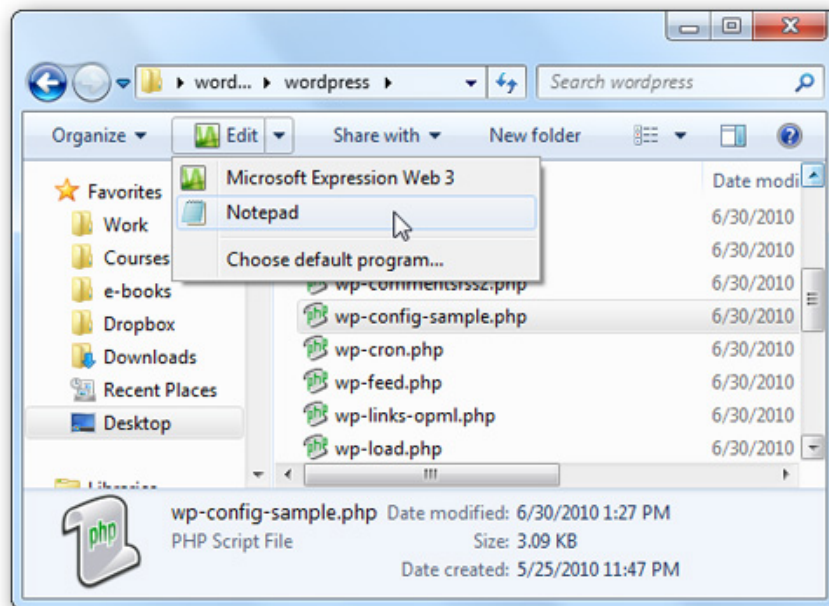 word... wordpress Search wordpress
Organize Edit Share with New folder
Microsoft Expression Web 3
Notepad
Choose default program...
Date modi
Favorites
Work
Courses
e-books
Dropbox
Downloads
Recent Places
Desktop
Libraries
6/30/2010
6/30/2010
wp-commentsrss2.php 6/30/2010
wp-config-sample.php 6/30/2010
wp-cron.php 6/30/2010
wp-feed.php 6/30/2010
wp-links-opml.php 6/30/2010
wp-load.php 6/30/2010
php
wp-config-sample.php Date modified: 6/30/2010 1:27 PM
PHP Script File Size: 3.09 KB
Date created: 5/25/2010 11:47 PM